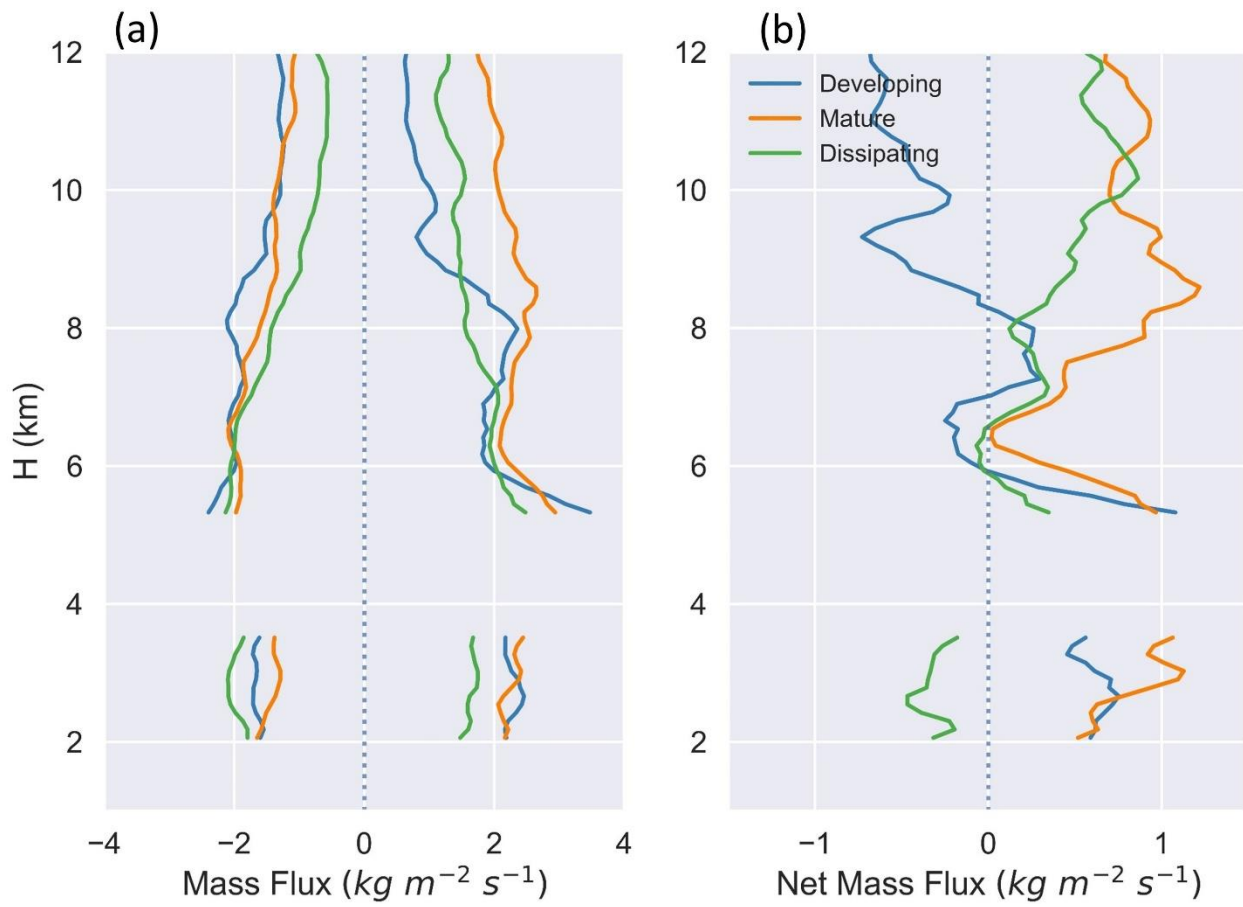 (a)
(b)
12
10
8
6
4
2
H (km)
−4
−2
0
2
4
Mass Flux (kg m⁻² s⁻¹)
12
10
8
6
4
2
Developing
Mature
Dissipating
−1
0
1
Net Mass Flux (kg m⁻² s⁻¹)